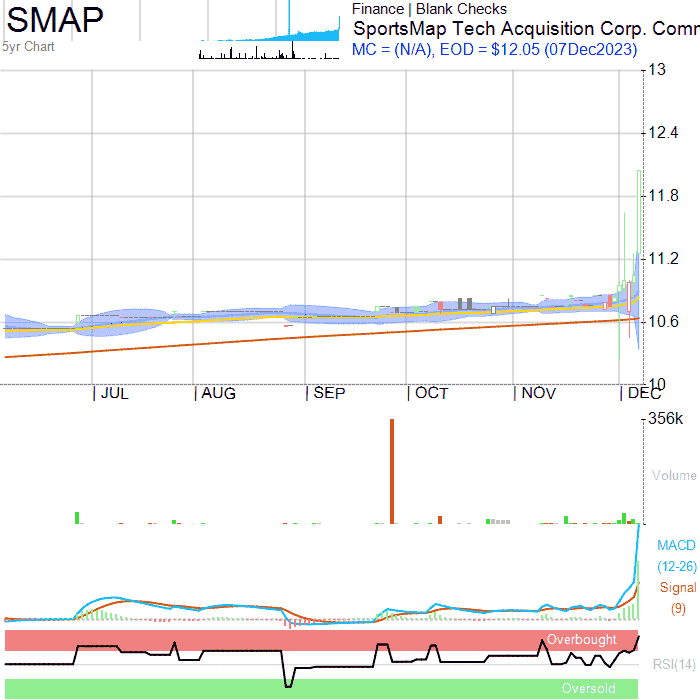 SMAP
5yr Chart
Finance | Blank Checks
SportsMap Tech Acquisition Corp. Comm
MC = (N/A), EOD = $12.05 (07Dec2023)
13
12.4
11.8
11.2
10.6
10
JUL
AUG
SEP
OCT
NOV
DEC
356k
Volume
MACD
(12-26)
Signal
(9)
Overbought
RSI(14)
Oversold